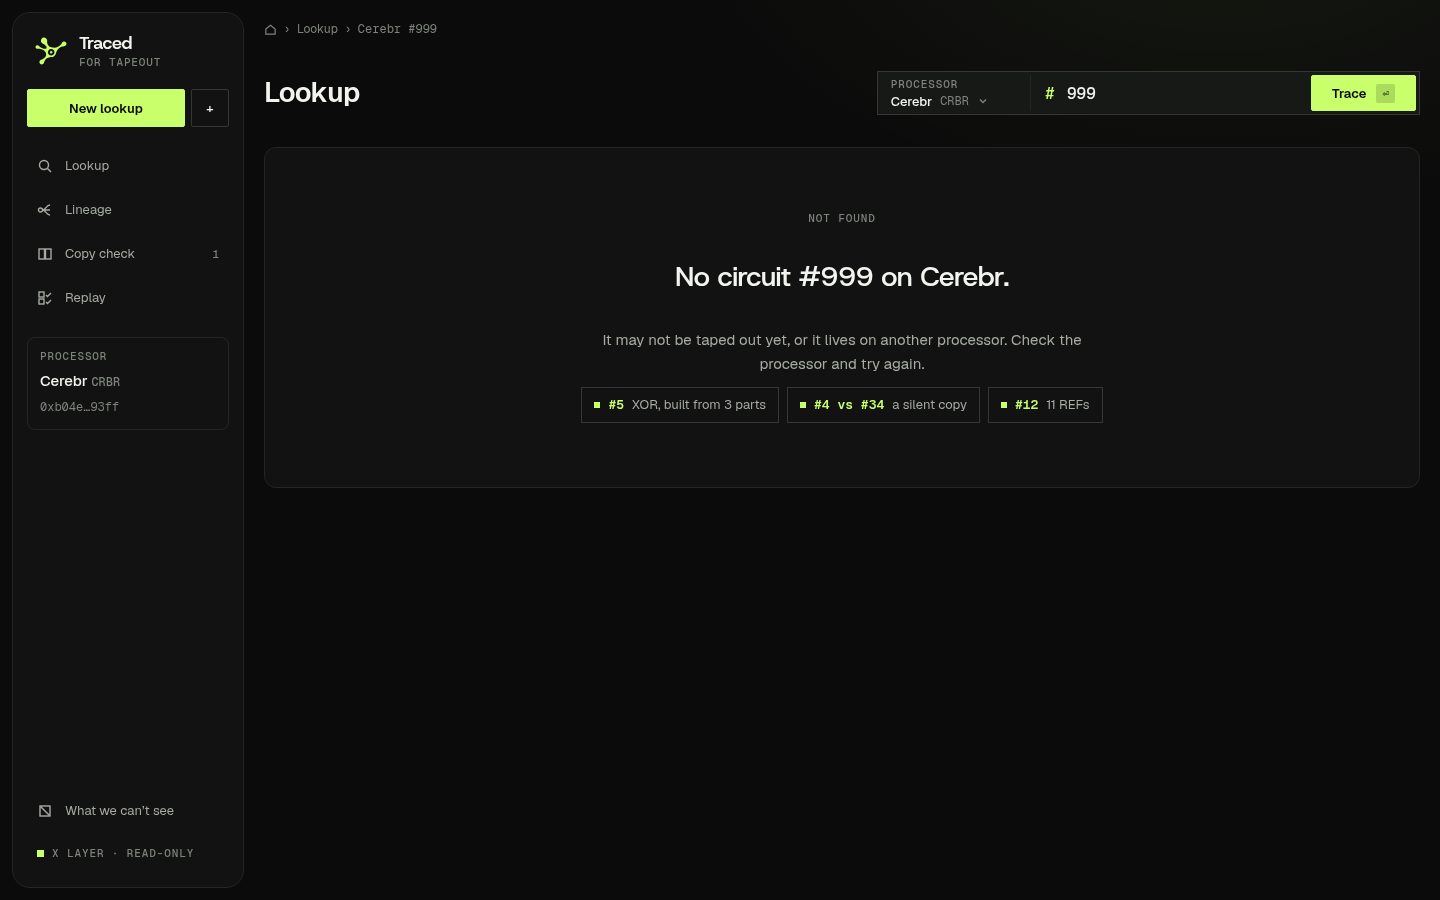 Traced
FOR TAPEOUT
New lookup
+
Lookup
Lineage
Copy check 1
Replay
PROCESSOR
Cerebr CRBR
0xb04e…93ff
What we can't see
X LAYER · READ-ONLY
› Lookup › Cerebr #999
Lookup
PROCESSOR
Cerebr CRBR
# 999
Trace ⏎
NOT FOUND
No circuit #999 on Cerebr.
It may not be taped out yet, or it lives on another processor. Check the
processor and try again.
#5 XOR, built from 3 parts
#4 vs #34 a silent copy
#12 11 REFs